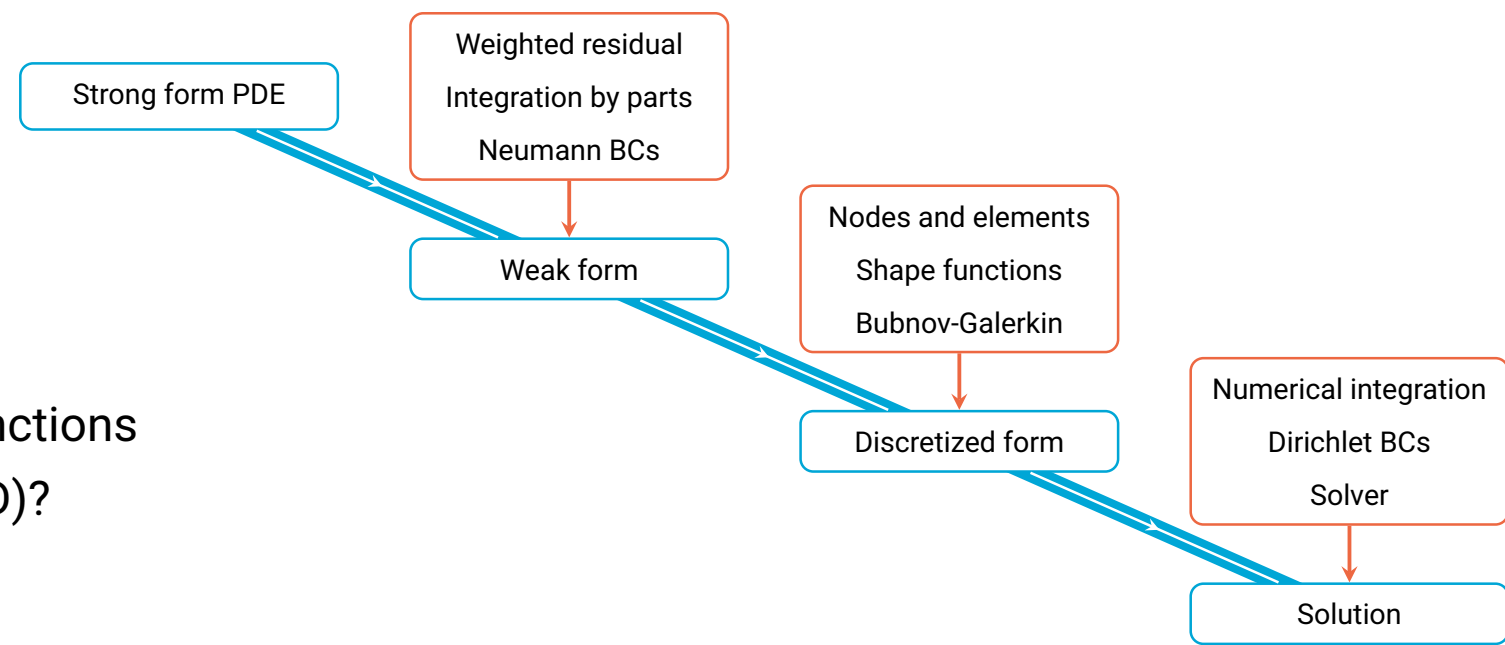 Strong form PDE
Weighted residual
Integration by parts
Neumann BCs
Weak form
Nodes and elements
Shape functions
Bubnov-Galerkin
Discretized form
Numerical integration
Dirichlet BCs
Solver
Solution